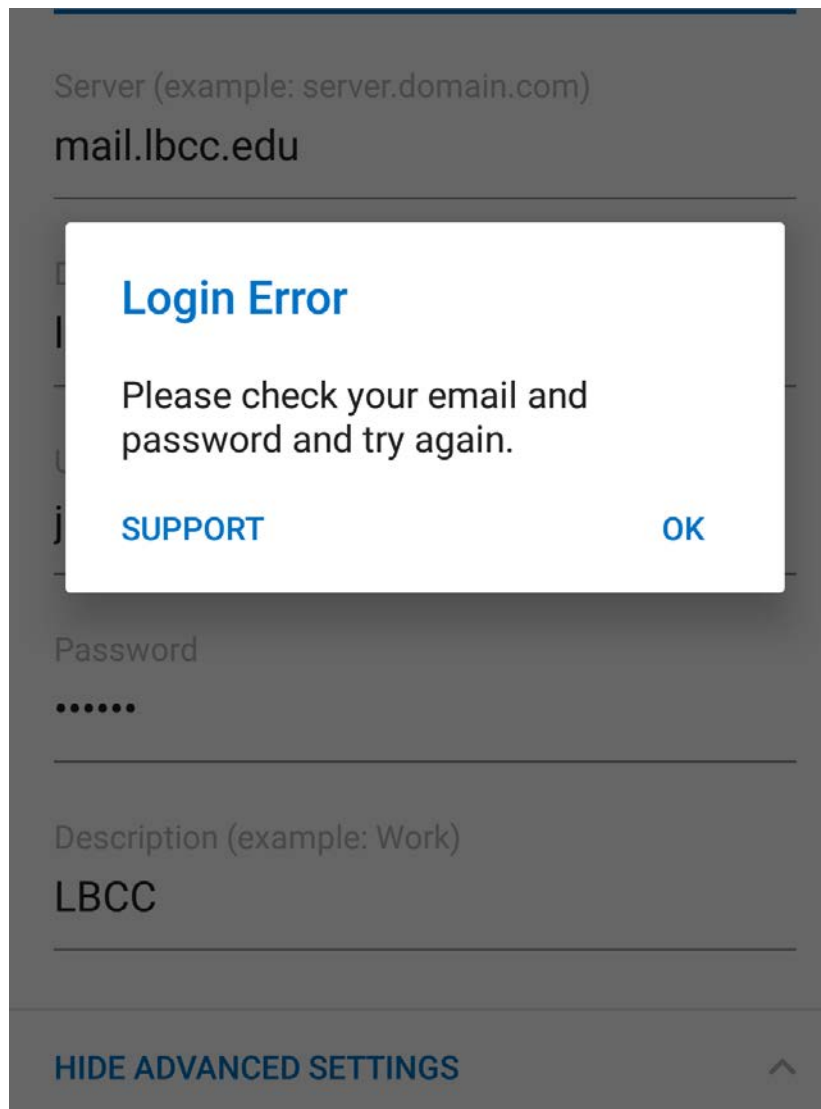 Server (example: server.domain.com)
mail.lbcc.edu
Login Error
Please check your email and
password and try again.
SUPPORT
OK
Password
••••••
Description (example: Work)
LBCC
HIDE ADVANCED SETTINGS